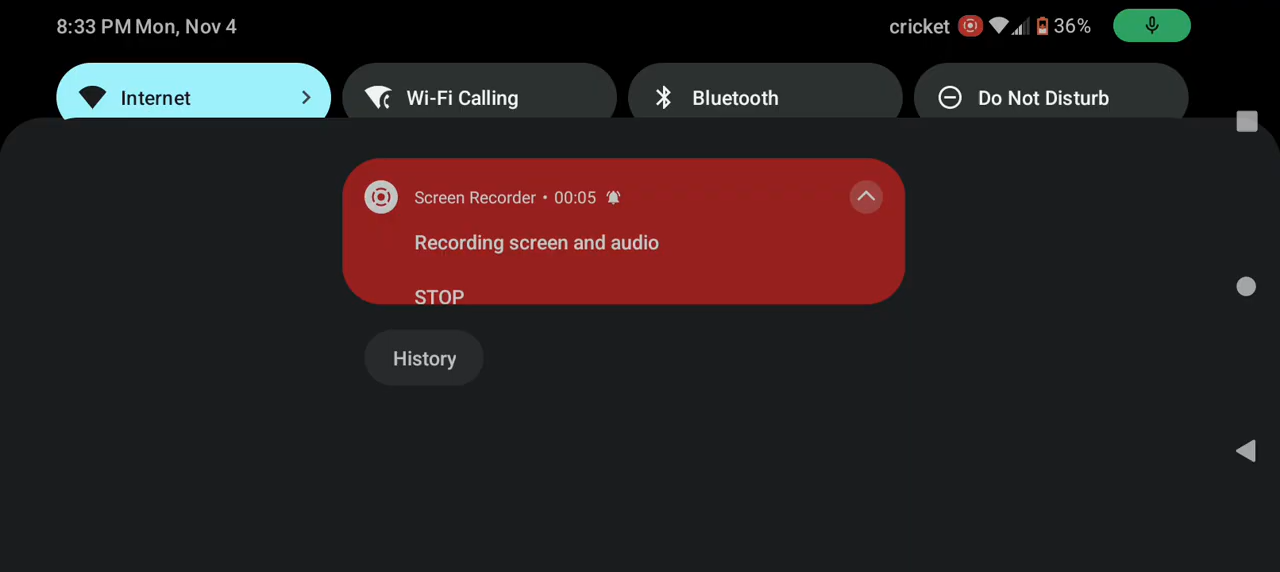 8:33 PM Mon, Nov 4 cricket 36%
Internet Wi-Fi Calling Bluetooth Do Not Disturb
Screen Recorder • 00:05
Recording screen and audio
STOP
History